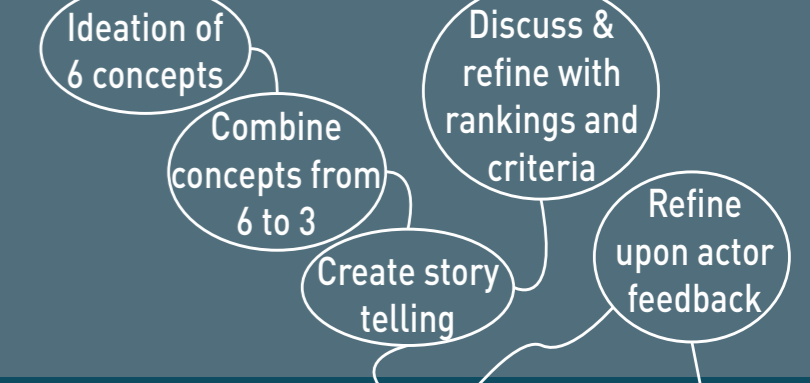 Ideation of
6 concepts
Combine
concepts from
6 to 3
Create story
telling
Discuss &
refine with
rankings and
criteria
Refine
upon actor
feedback